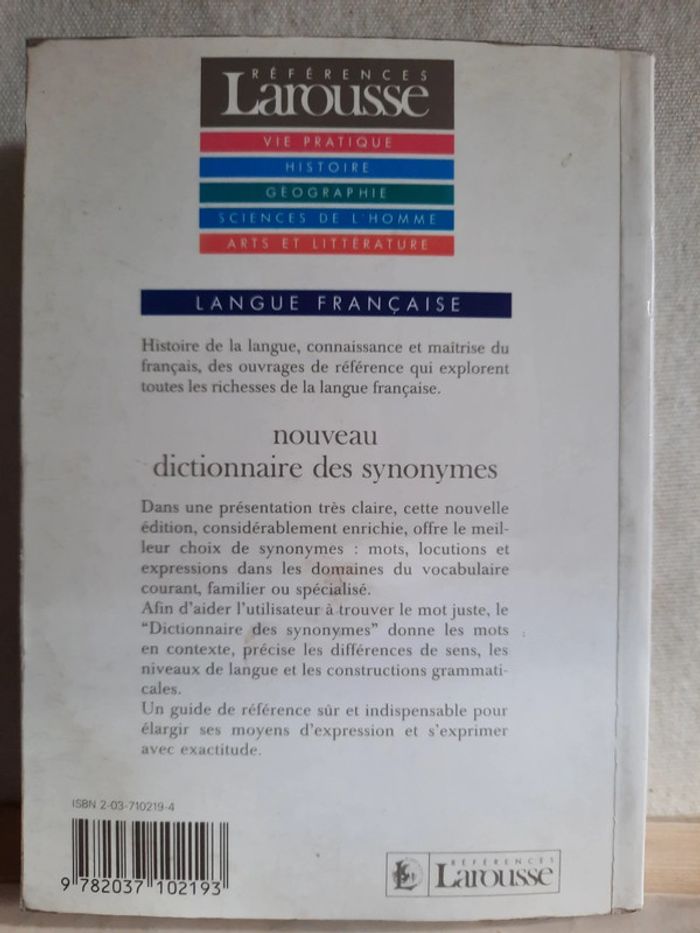 RÉFÉRENCES
Larousse
VIE PRATIQUE
HISTOIRE
GÉOGRAPHIE
SCIENCES DE L'HOMME
ARTS ET LITTÉRATURE
LANGUE FRANÇAISE
Histoire de la langue, connaissance et maîtrise du
français, des ouvrages de référence qui explorent
toutes les richesses de la langue française.
nouveau
dictionnaire des synonymes
Dans une présentation très claire, cette nouvelle
édition, considérablement enrichie, offre le meil-
leur choix de synonymes : mots, locutions et
expressions dans les domaines du vocabulaire
courant, familier ou spécialisé.
Afin d'aider l'utilisateur à trouver le mot juste, le
"Dictionnaire des synonymes" donne les mots
en contexte, précise les différences de sens, les
niveaux de langue et les constructions grammati-
cales.
Un guide de référence sûr et indispensable pour
élargir ses moyens d'expression et s'exprimer
avec exactitude.
ISBN 2-03-710219-4
9 782037 102193
RÉFÉRENCES
Larousse